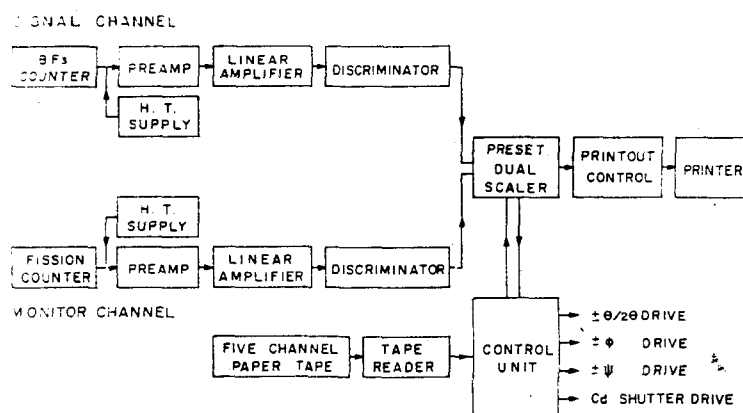 SIGNAL CHANNEL
BF3
COUNTER
PREAMP
LINEAR
AMPLIFIER
DISCRIMINATOR
H. T.
SUPPLY
PRESET
DUAL
SCALER
PRINTOUT
CONTROL
PRINTER
H. T.
SUPPLY
FISSION
COUNTER
PREAMP
LINEAR
AMPLIFIER
DISCRIMINATOR
MONITOR CHANNEL
FIVE CHANNEL
PAPER TAPE
TAPE
READER
CONTROL
UNIT
±θ/2θ DRIVE
±ϕ DRIVE
±ψ DRIVE
Cd SHUTTER DRIVE